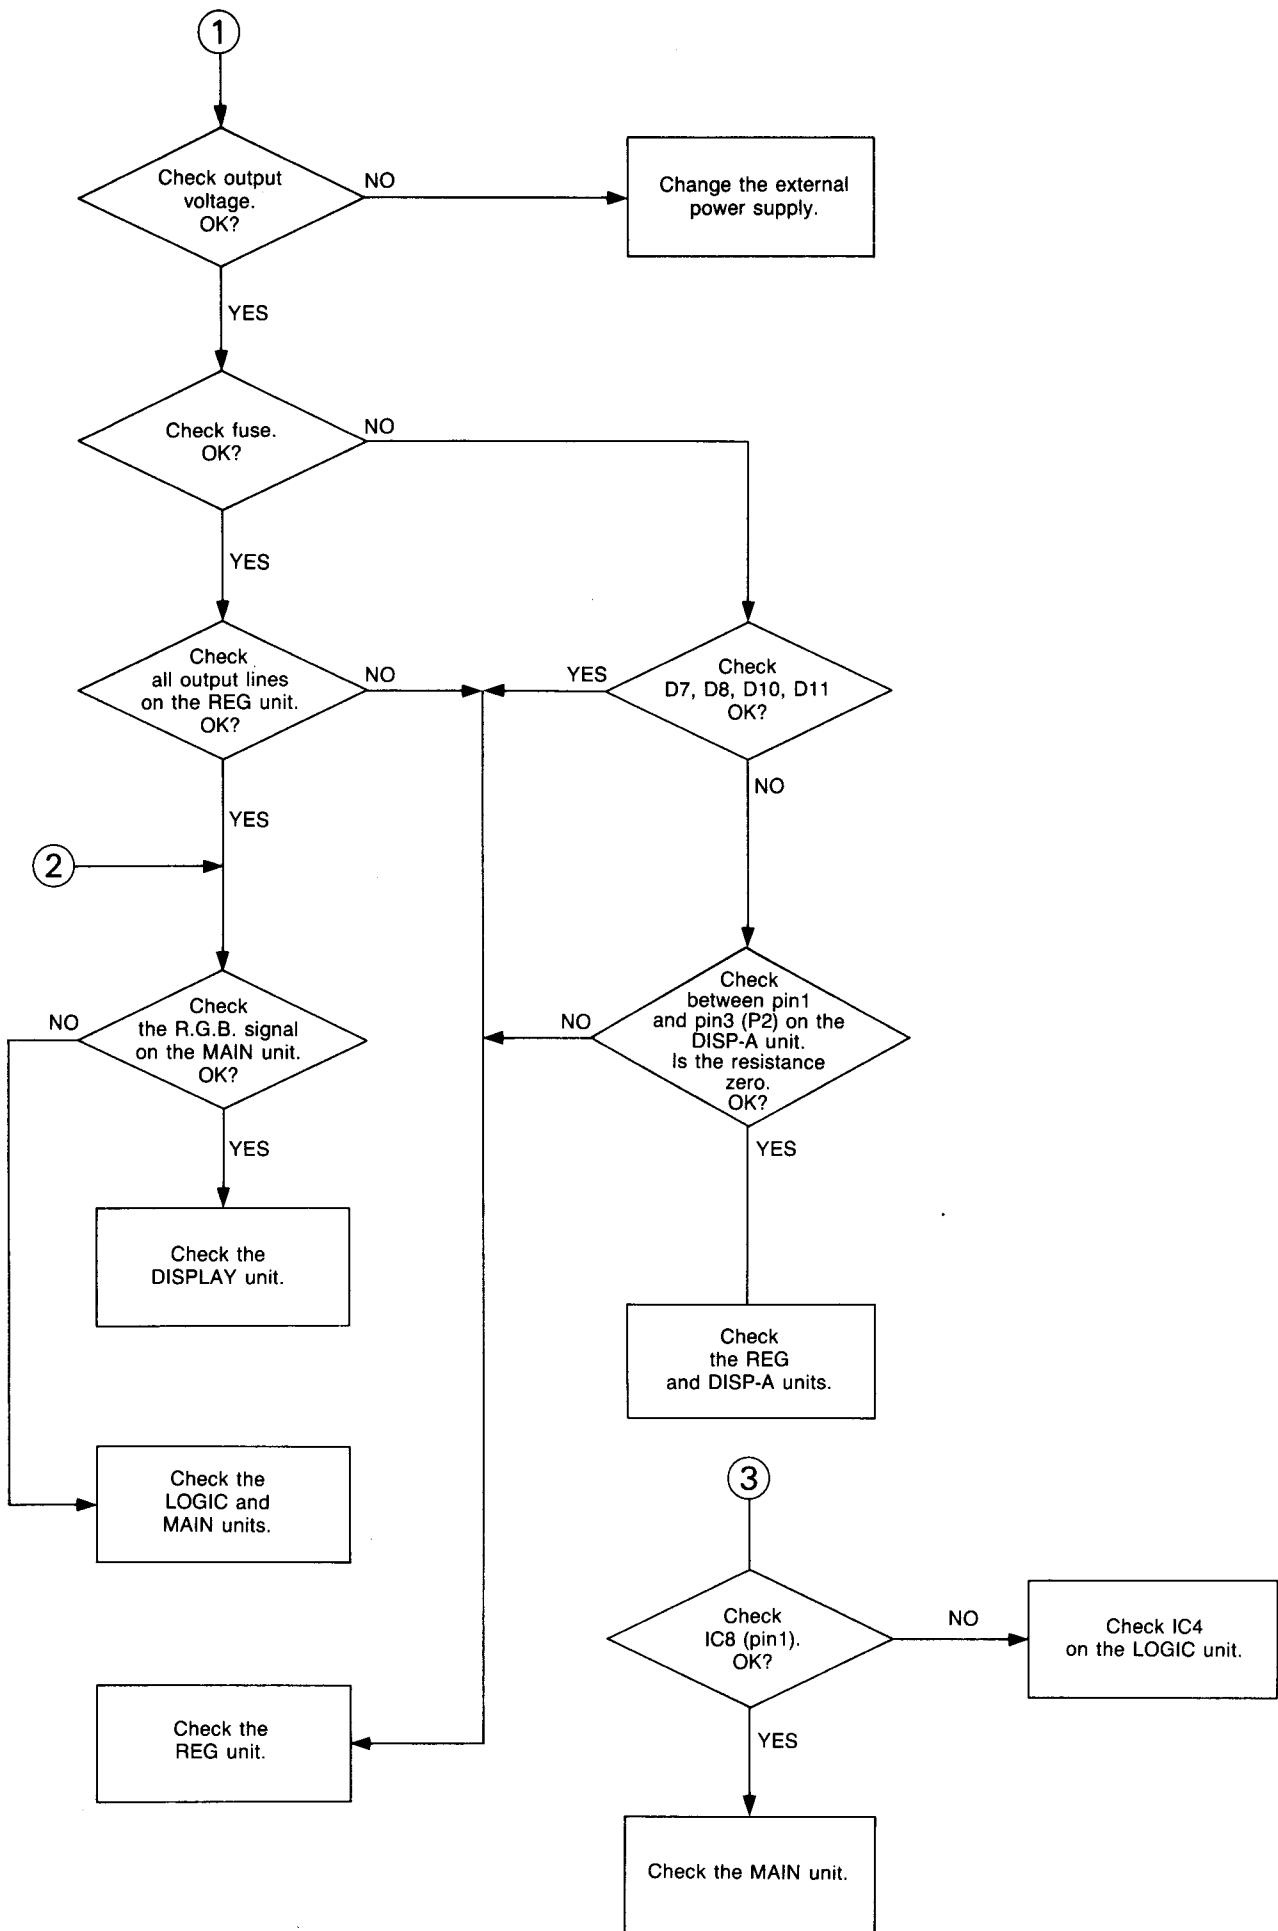 1
Check output
voltage.
OK?
NO
Change the external
power supply.
YES
Check fuse.
OK?
NO
YES
Check
all output lines
on the REG unit.
OK?
NO
YES
Check
D7, D8, D10, D11
OK?
NO
YES
2
Check
the R.G.B. signal
on the MAIN unit.
OK?
NO
YES
NO
Check
between pin1
and pin3 (P2) on the
DISP-A unit.
Is the resistance
zero.
OK?
YES
Check the
DISPLAY unit.
Check
the REG
and DISP-A units.
Check the
LOGIC and
MAIN units.
3
Check
IC8 (pin1).
OK?
NO
Check IC4
on the LOGIC unit.
Check the
REG unit.
YES
Check the MAIN unit.